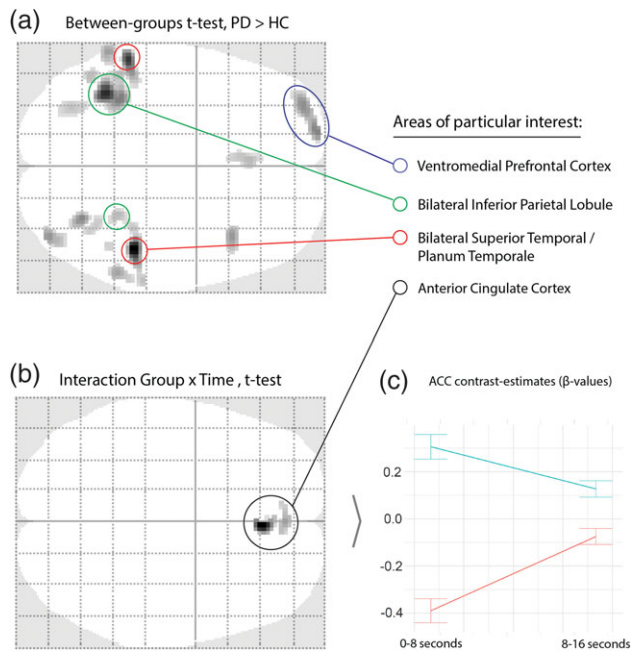 (a)
Between-groups t-test, PD > HC
Areas of particular interest:
Ventromedial Prefrontal Cortex
Bilateral Inferior Parietal Lobule
Bilateral Superior Temporal /
Planum Temporale
Anterior Cingulate Cortex
(b)
Interaction Group x Time , t-test
(c)
ACC contrast-estimates (β-values)
0.2
0.0
-0.2
-0.4
0-8 seconds
8-16 seconds